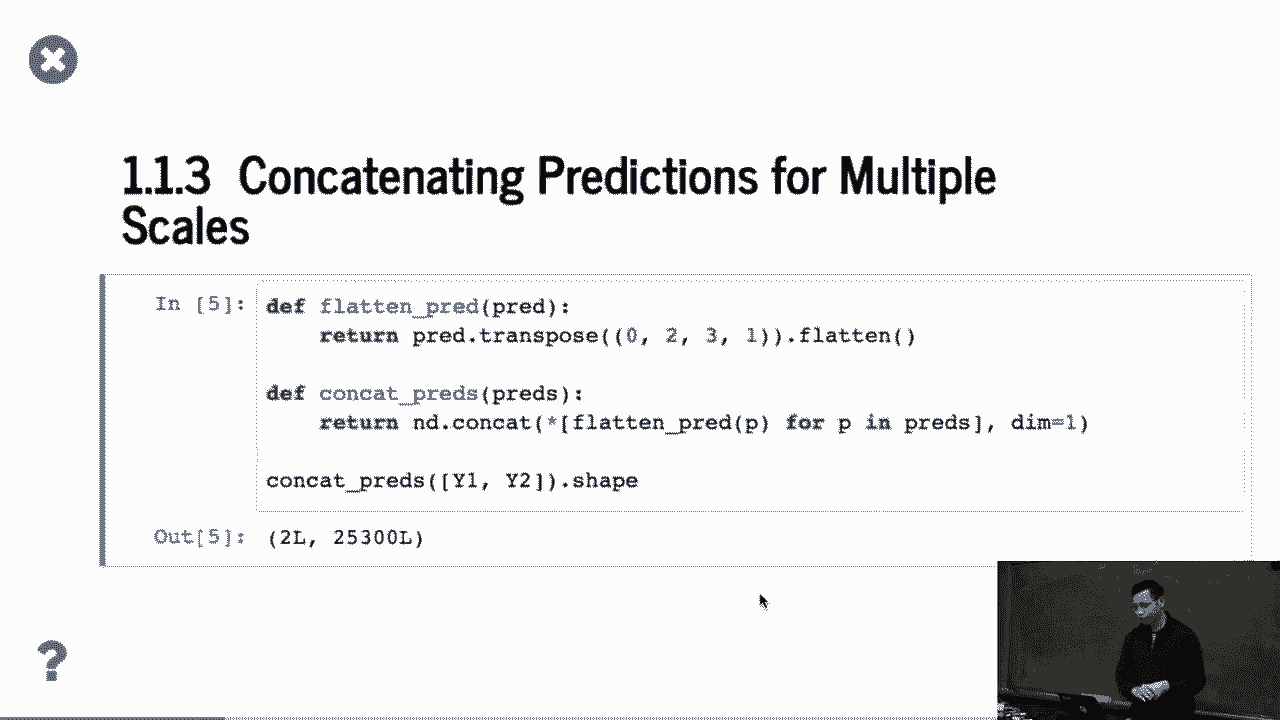 1.1.3 Concatenating Predictions for Multiple
Scales
In [5]:
def flatten_pred(pred):
    return pred.transpose((0, 2, 3, 1)).flatten()
def concat_preds(preds):
    return nd.concat(*[flatten_pred(p) for p in preds], dim=1)
concat_preds([Y1, Y2]).shape
Out[5]: (2L, 25300L)
?